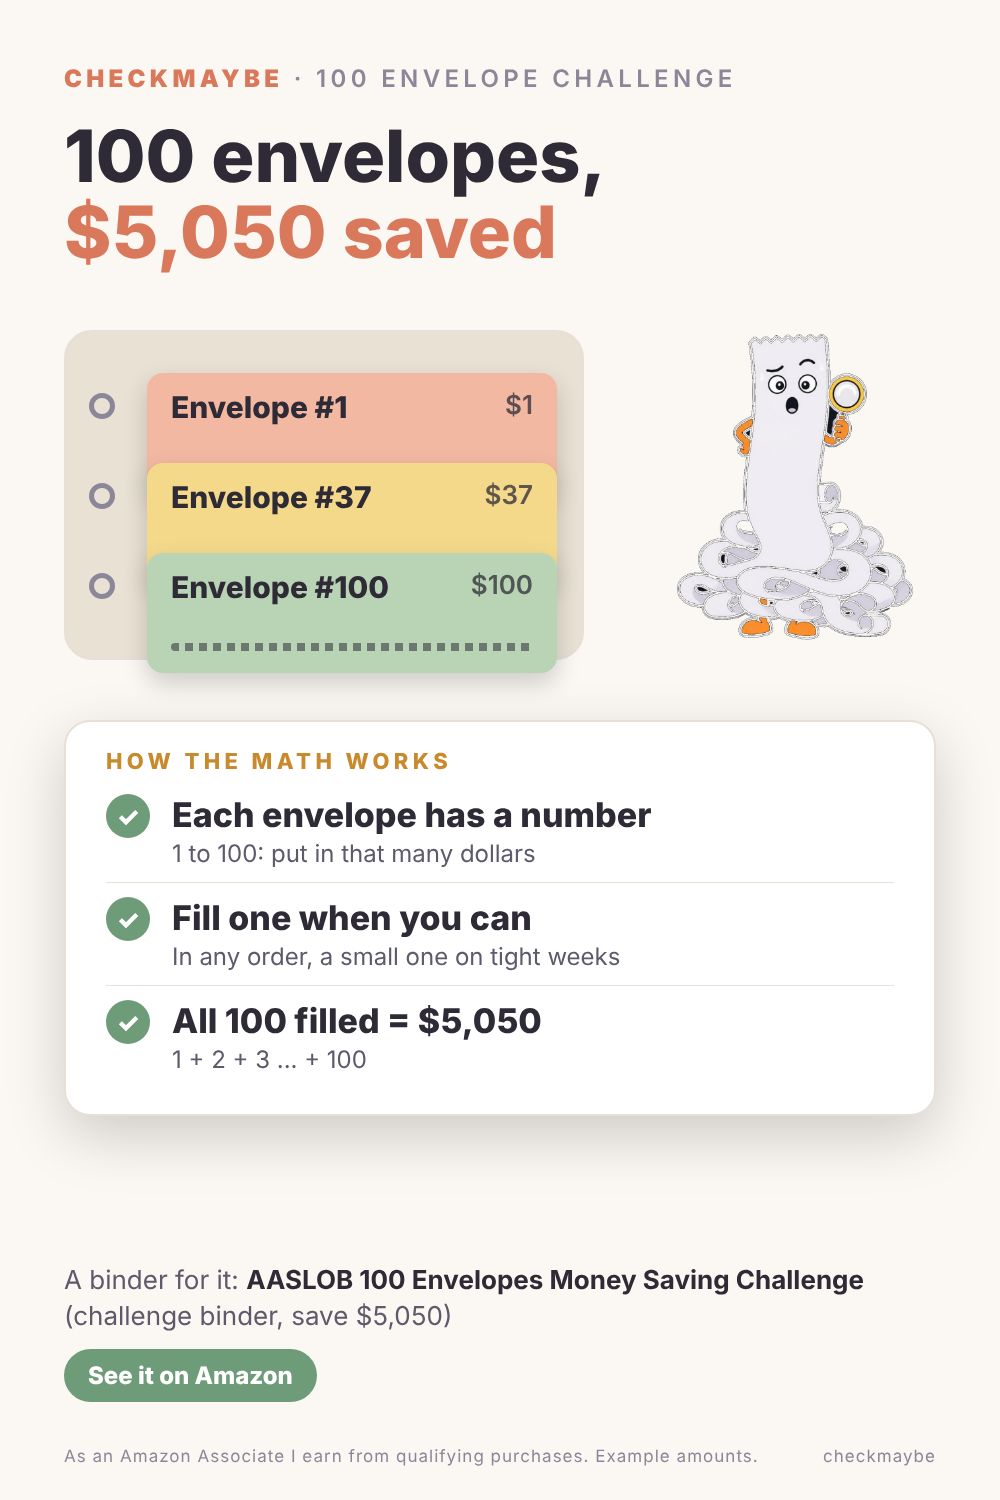 CHECKMAYBE · 100 ENVELOPE CHALLENGE
100 envelopes,
$5,050 saved
Envelope #1 $1
Envelope #37 $37
Envelope #100 $100
HOW THE MATH WORKS
Each envelope has a number
1 to 100: put in that many dollars
Fill one when you can
In any order, a small one on tight weeks
All 100 filled = $5,050
1 + 2 + 3 ... + 100
A binder for it: AASLOB 100 Envelopes Money Saving Challenge
(challenge binder, save $5,050)
See it on Amazon
As an Amazon Associate I earn from qualifying purchases. Example amounts. checkmaybe